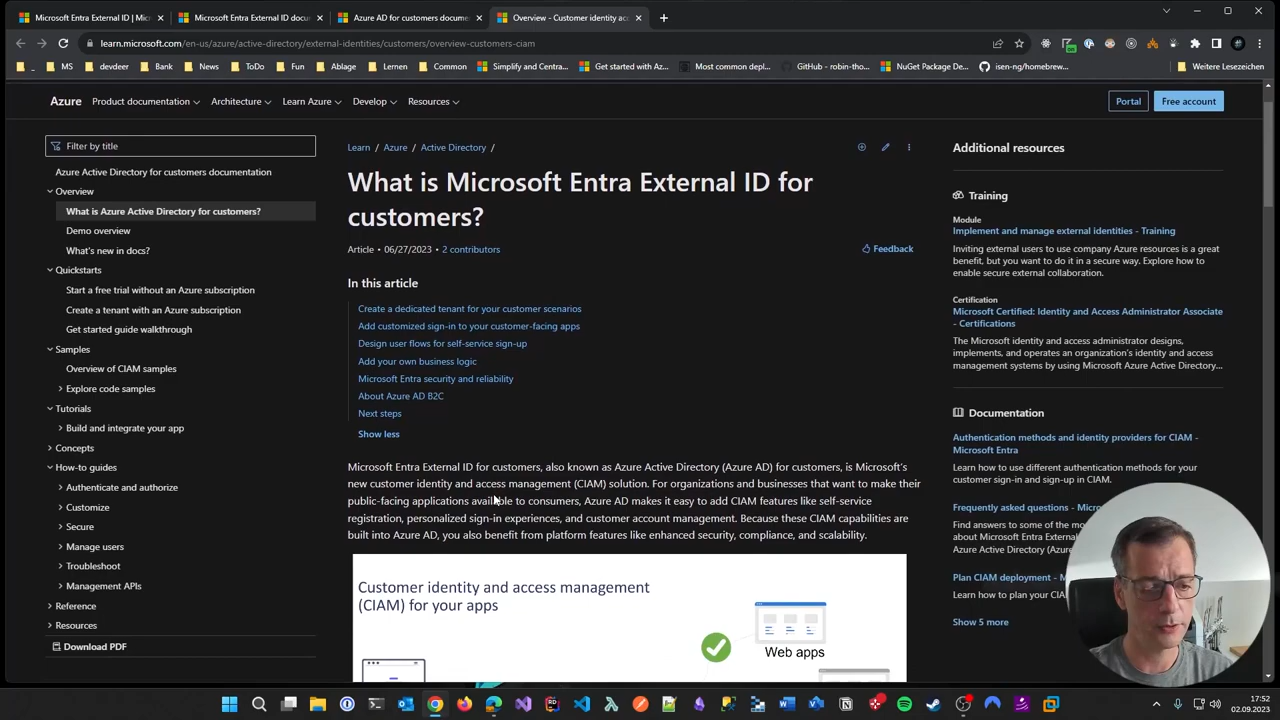 Microsoft Entra ID | Micr
Microsoft Entra External ID docu
Azure AD for customers docume
Overview - Customer identity acc
learn.microsoft.com/en-us/azure/active-directory/external-identities/customers/overview-customers-ciam
_
MS
devdeer
Bank
News
ToDo
Fun
Ablage
Lernen
Common
Simplify and Centra...
Get started with Az...
Most common depl...
GitHub - robin-tho...
NuGet Package De...
isen-ng/homebrew...
Weitere Lesezeichen
Azure
Product documentation
Architecture
Learn Azure
Develop
Resources
Portal
Free account
Filter by title
Azure Active Directory for customers documentation
Overview
What is Azure Active Directory for customers?
Demo overview
What's new in docs?
Quickstarts
Start a free trial without an Azure subscription
Create a tenant with an Azure subscription
Get started guide walkthrough
Samples
Overview of CIAM samples
Explore code samples
Tutorials
Build and integrate your app
Concepts
How-to guides
Authenticate and authorize
Customize
Secure
Manage users
Troubleshoot
Management APIs
Reference
Resources
Download PDF
Learn / Azure / Active Directory /
What is Microsoft Entra External ID for
customers?
Article • 06/27/2023 • 2 contributors
Feedback
In this article
Create a dedicated tenant for your customer scenarios
Add customized sign-in to your customer-facing apps
Design user flows for self-service sign-up
Add your own business logic
Microsoft Entra security and reliability
About Azure AD B2C
Next steps
Show less
Microsoft Entra External ID for customers, also known as Azure Active Directory (Azure AD) for customers, is Microsoft's
new customer identity and access management (CIAM) solution. For organizations and businesses that want to make their
public-facing applications available to consumers, Azure AD makes it easy to add CIAM features like self-service
registration, personalized sign-in experiences, and customer account management. Because these CIAM capabilities are
built into Azure AD, you also benefit from platform features like enhanced security, compliance, and scalability.
Customer identity and access management
(CIAM) for your apps
Web apps
Additional resources
Training
Module
Implement and manage external identities - Training
Inviting external users to use company Azure resources is a great
benefit, but you want to do it in a secure way. Explore how to
enable secure external collaboration.
Certification
Microsoft Certified: Identity and Access Administrator Associate
- Certifications
The Microsoft identity and access administrator designs,
implements, and operates an organization's identity and access
management systems by using Microsoft Azure Active Directory...
Documentation
Authentication methods and identity providers for CIAM -
Microsoft Entra
Learn how to use different authentication methods for your
customer sign-in and sign-up in CIAM.
Frequently asked questions - Micros
Find answers to some of the mo
about Microsoft Entra External ID
Azure Active Directory (Azure
Plan CIAM deployment - M
Learn how to plan your CIA
Show 5 more
17:52
02.09.2023